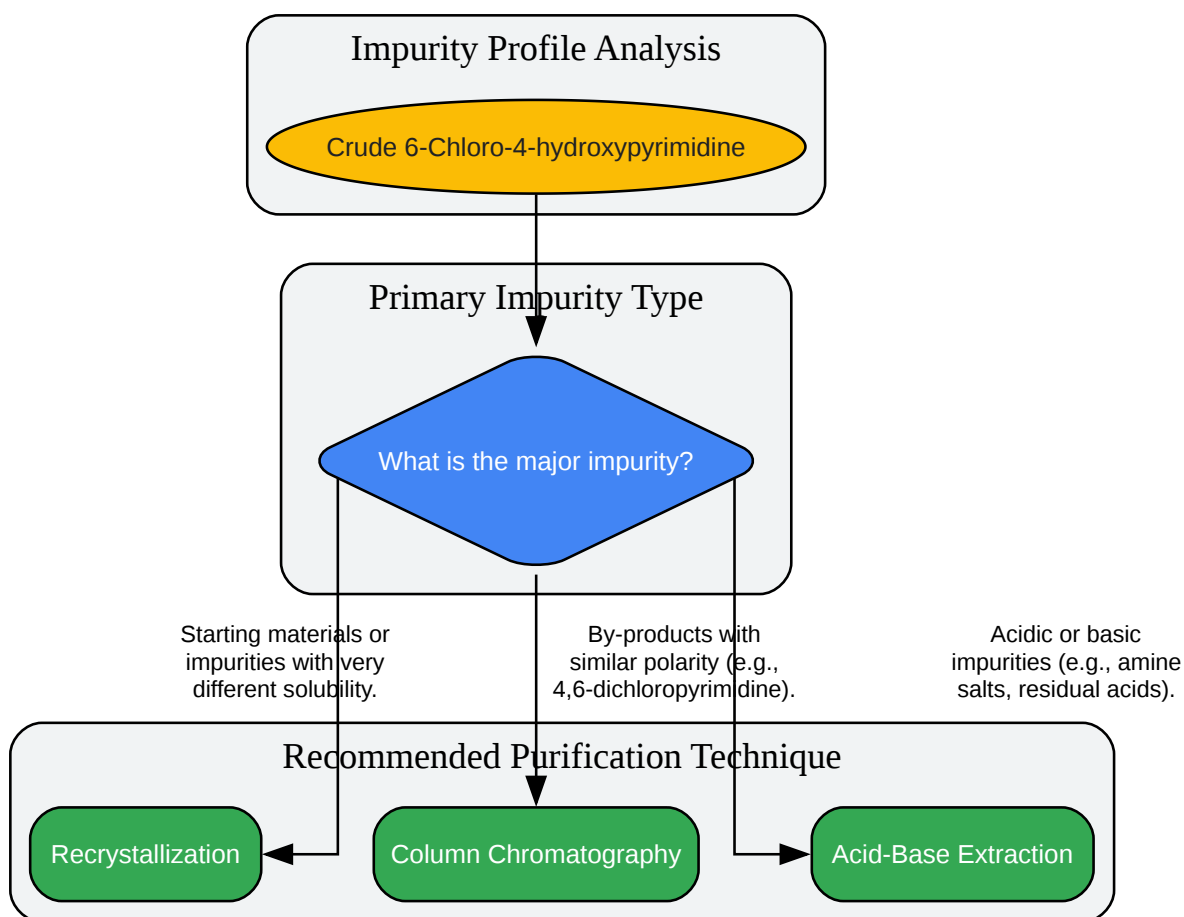 Impurity Profile Analysis
Crude 6-Chloro-4-hydroxypyrimidine
Primary Impurity Type
What is the major impurity?
Starting materials or
impurities with very
different solubility.
By-products with
similar polarity (e.g.,
4,6-dichloropyrimidine).
Acidic or basic
impurities (e.g., amine
salts, residual acids).
Recommended Purification Technique
Recrystallization
Column Chromatography
Acid-Base Extraction